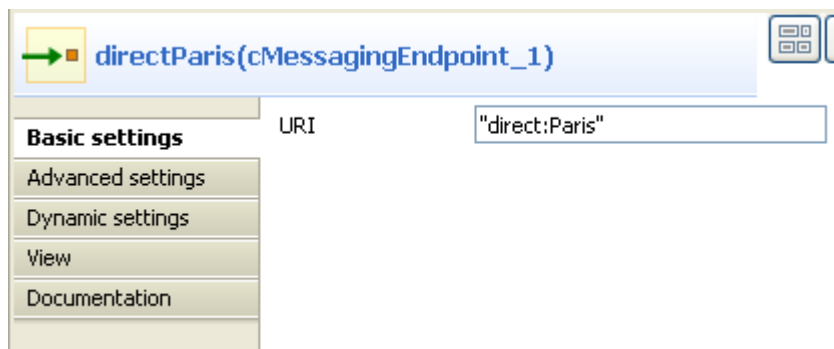 directParis(cMessagingEndpoint_1)
Basic settings
URI "direct:Paris"
Advanced settings
Dynamic settings
View
Documentation